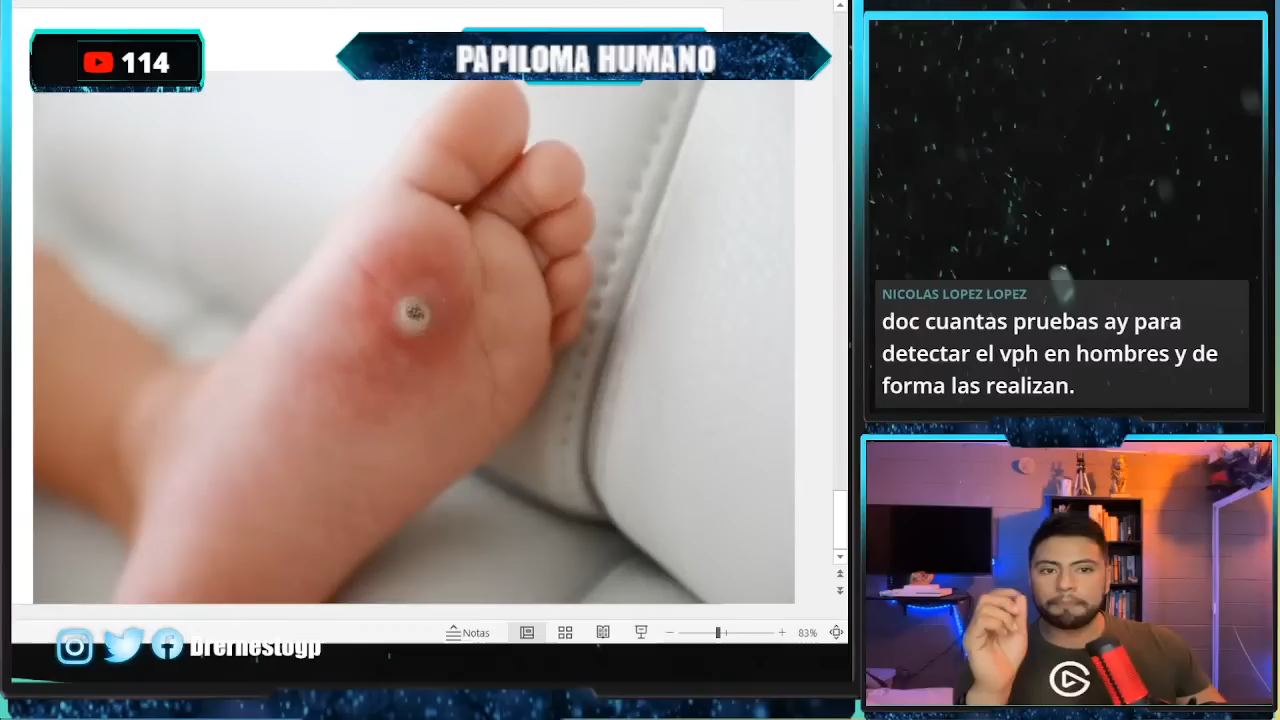 114
PAPILOMA HUMANO
NICOLAS LOPEZ LOPEZ
doc cuantas pruebas ay para
detectar el vph en hombres y de
forma las realizan.
Notas
83%
Drernestogp